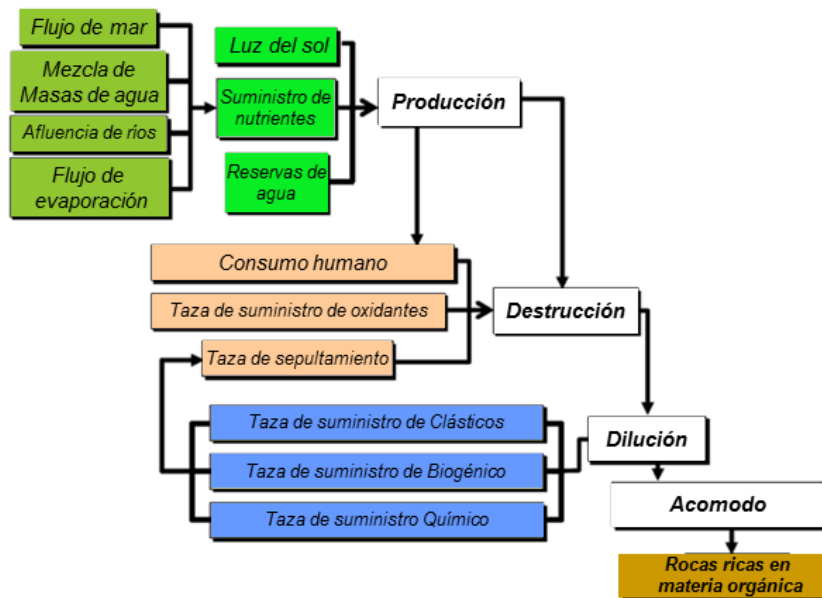 Flujo de mar
Mezcla de
Masas de agua
Afluencia de ríos
Flujo de
evaporación
Luz del sol
Suministro de
nutrientes
Reservas de
agua
Producción
Consumo humano
Taza de suministro de oxidantes
Taza de sepultamiento
Destrucción
Taza de suministro de Clásticos
Taza de suministro de Biogénico
Taza de suministro Químico
Dilución
Acomodo
Rocas ricas en
materia orgánica